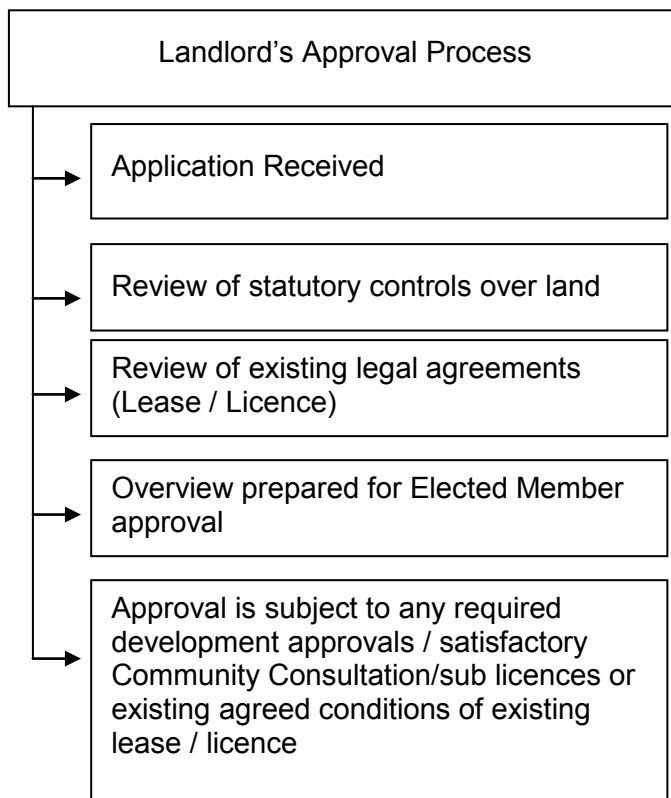 Landlord’s Approval Process
Application Received
Review of statutory controls over land
Review of existing legal agreements
(Lease / Licence)
Overview prepared for Elected Member
approval
Approval is subject to any required
development approvals / satisfactory
Community Consultation/sub licences or
existing agreed conditions of existing
lease / licence